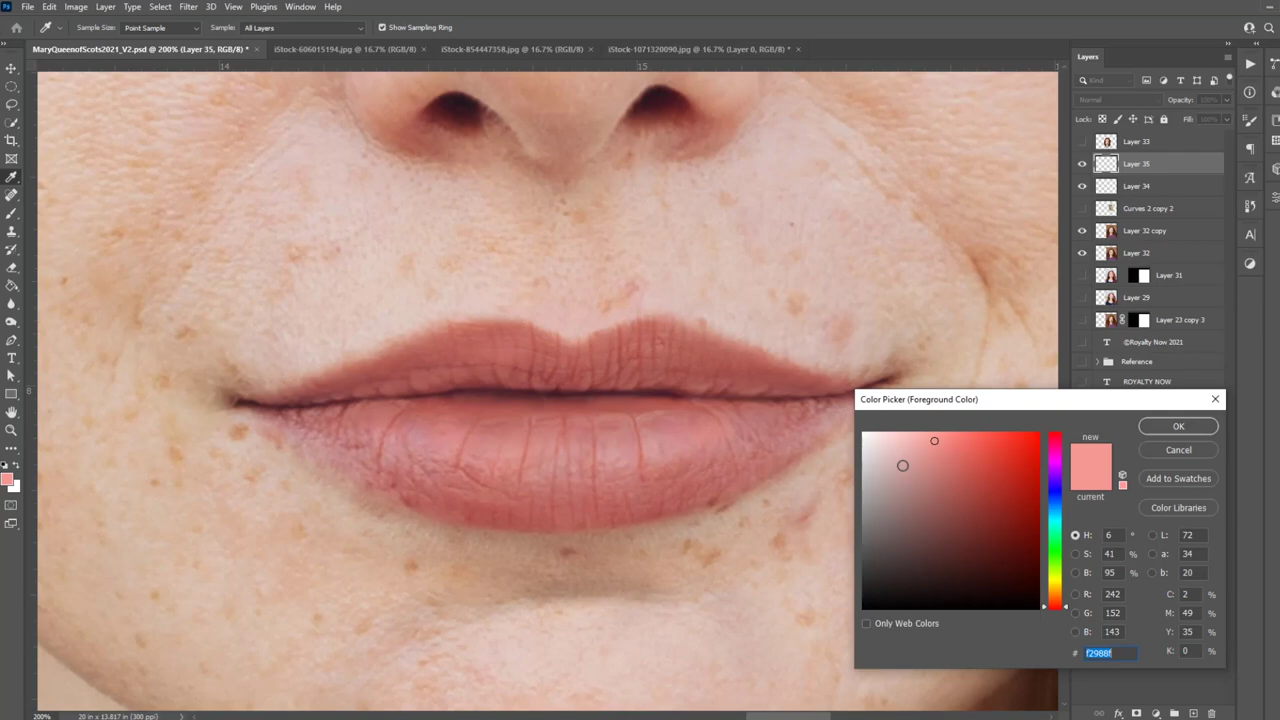 Ps File Edit Image Layer Type Select Filter 3D View Plugins Window Help
Sample Size: Point Sample Sample: All Layers Show Sampling Ring
MaryQueenofScots2021_V2.psd @ 200% (Layer 35, RGB/8) * × iStock-606015194.jpg @ 16.7% (RGB/8) × iStock-854447358.jpg @ 16.7% (RGB/8) × iStock-1071320090.jpg @ 16.7% (Layer 0, RGB/8) * ×
14 15
8
Layers
Kind
Normal Opacity: 100%
Lock: Fill: 100%
Layer 33
Layer 35
Layer 34
Curves 2 copy 2
Layer 32 copy
Layer 32
Layer 31
Layer 29
Layer 23 copy 3
T ©Royalty Now 2021
Reference
T ROYALTY NOW
Color Picker (Foreground Color)
new
current
OK
Cancel
Add to Swatches
Color Libraries
H: 6 ° L: 72
S: 41 % a: 34
B: 95 % b: 20
R: 242 C: 2 %
G: 152 M: 49 %
B: 143 Y: 35 %
# f2988f K: 0 %
Only Web Colors
200% 20 in x 13.817 in (300 ppi)